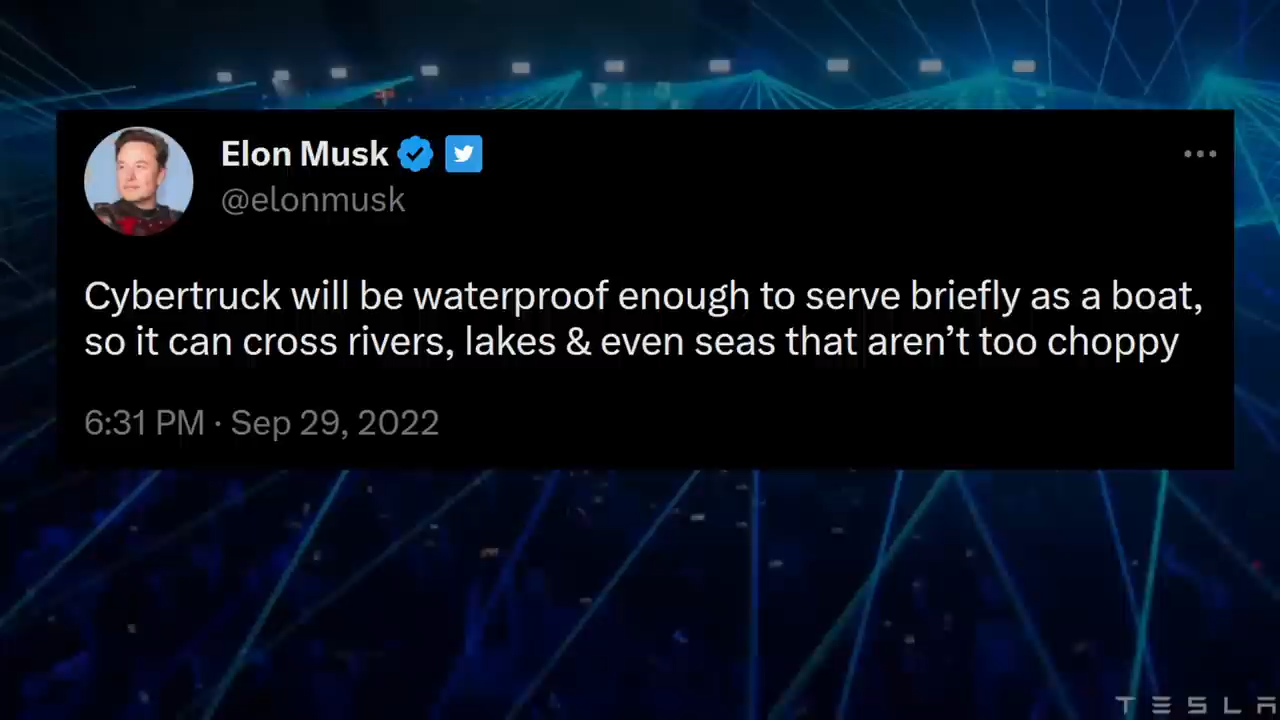 Elon Musk
@elonmusk
Cybertruck will be waterproof enough to serve briefly as a boat,
so it can cross rivers, lakes & even seas that aren’t too choppy
6:31 PM · Sep 29, 2022
TESLA